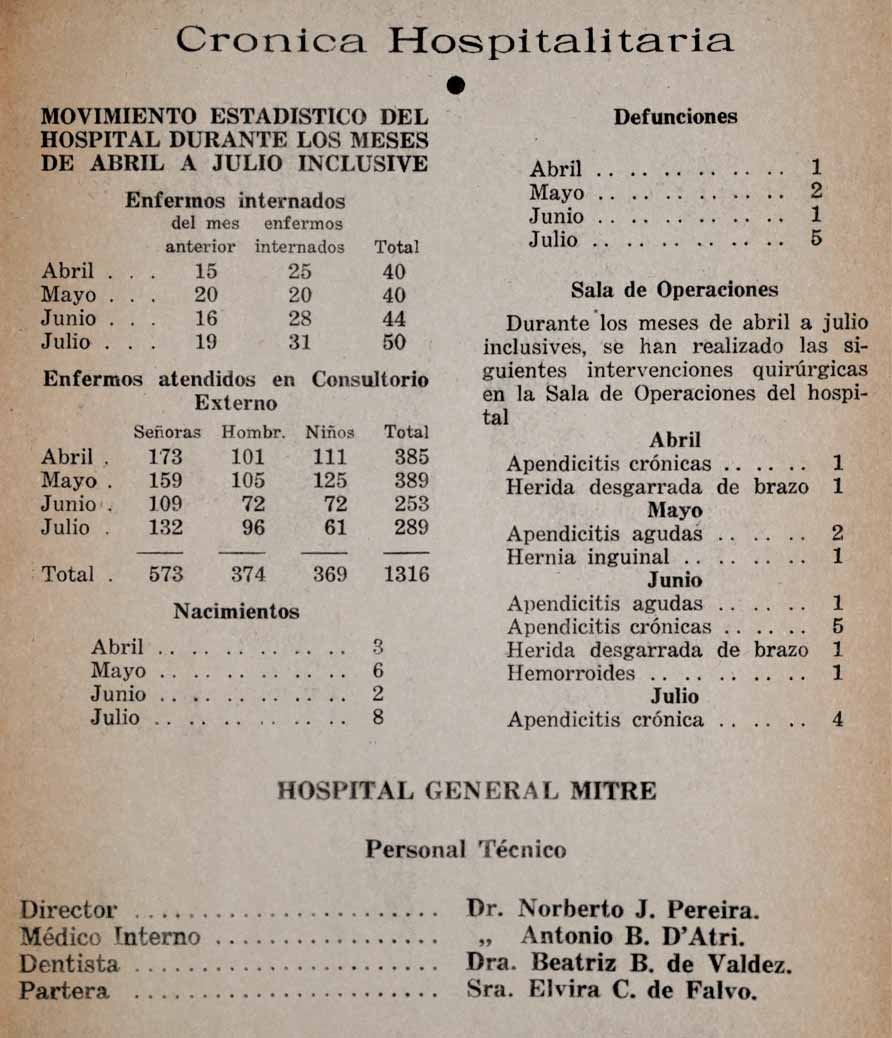 Cronica Hospitalitaria
MOVIMIENTO ESTADISTICO DEL
HOSPITAL DURANTE LOS MESES
DE ABRIL A JULIO INCLUSIVE
Enfermos internados
del mes enfermos
anterior internados Total
Abril . . . 15 25 40
Mayo . . . 20 20 40
Junio . . . 16 28 44
Julio . . . 19 31 50
Enfermos atendidos en Consultorio
Externo
Señoras Hombr. Niños Total
Abril . 173 101 111 385
Mayo . 159 105 125 389
Junio . 109 72 72 253
Julio . 132 96 61 289
Total . 573 374 369 1316
Nacimientos
Abril .. .. .. .. .. .. 3
Mayo .. .. .. .. .. .. 6
Junio .. .. .. .. .. .. 2
Julio .. .. .. .. .. .. 8
Defunciones
Abril .. .. .. .. .. .. 1
Mayo .. .. .. .. .. .. 2
Junio .. .. .. .. .. .. 1
Julio .. .. .. .. .. .. 5
Sala de Operaciones
Durante los meses de abril a julio
inclusives, se han realizado las si-
guientes intervenciones quirúrgicas
en la Sala de Operaciones del hospi-
tal
Abril
Apendicitis crónicas .. .. .. 1
Herida desgarrada de brazo 1
Mayo
Apendicitis agudas .. .. .. 2
Hernia inguinal .. .. .. .. 1
Junio
Apendicitis agudas .. .. .. 1
Apendicitis crónicas .. .. .. 5
Herida desgarrada de brazo 1
Hemorroides .. .. .. .. .. 1
Julio
Apendicitis crónica .. .. .. 4
HOSPITAL GENERAL MITRE
Personal Técnico
Director ........................ Dr. Norberto J. Pereira.
Médico Interno ................. „ Antonio B. D'Atri.
Dentista ........................ Dra. Beatriz B. de Valdez.
Partera ........................ Sra. Elvira C. de Falvo.